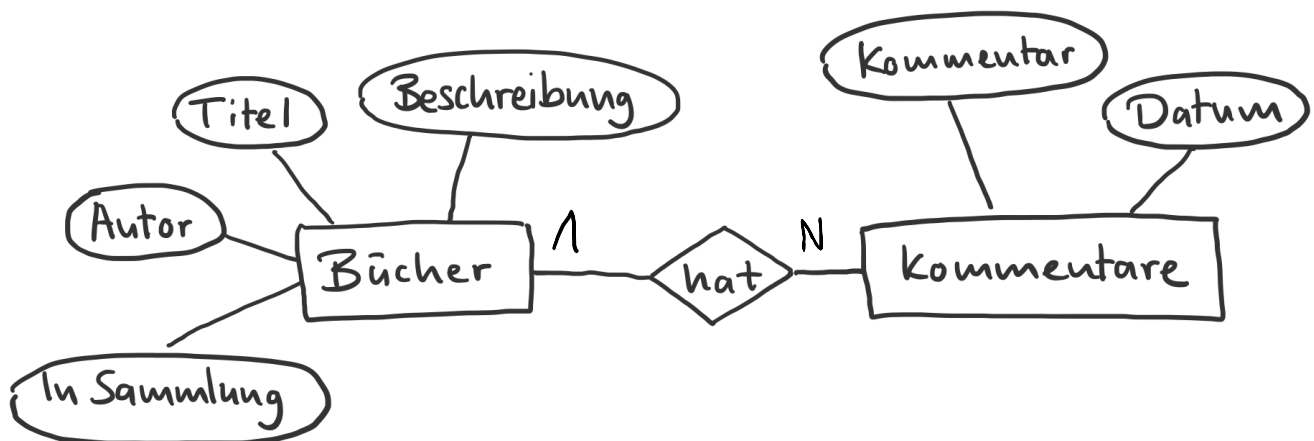 Kommentar
Titel
Beschreibung
Datum
Autor
Bücher
1
hat
N
Kommentare
In Sammlung